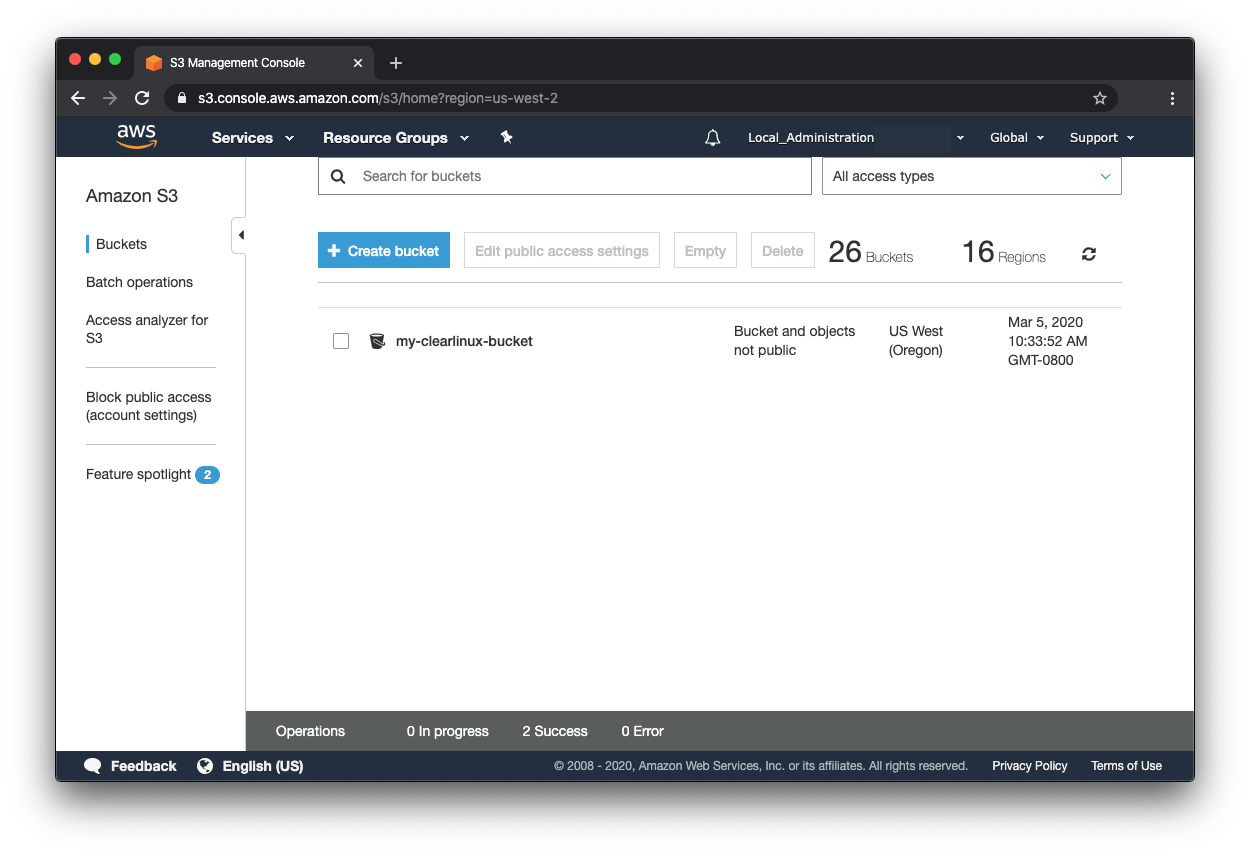 S3 Management Console
s3.console.aws.amazon.com/s3/home?region=us-west-2
aws Services Resource Groups Local_Administration Global Support
Amazon S3
Buckets
Batch operations
Access analyzer for
S3
Block public access
(account settings)
Feature spotlight 2
Search for buckets All access types
Create bucket Edit public access settings Empty Delete 26 Buckets 16 Regions
my-clearlinux-bucket
Bucket and objects
not public
US West
(Oregon)
Mar 5, 2020
10:33:52 AM
GMT-0800
Operations 0 In progress 2 Success 0 Error
Feedback English (US) © 2008 - 2020, Amazon Web Services, Inc. or its affiliates. All rights reserved. Privacy Policy Terms of Use